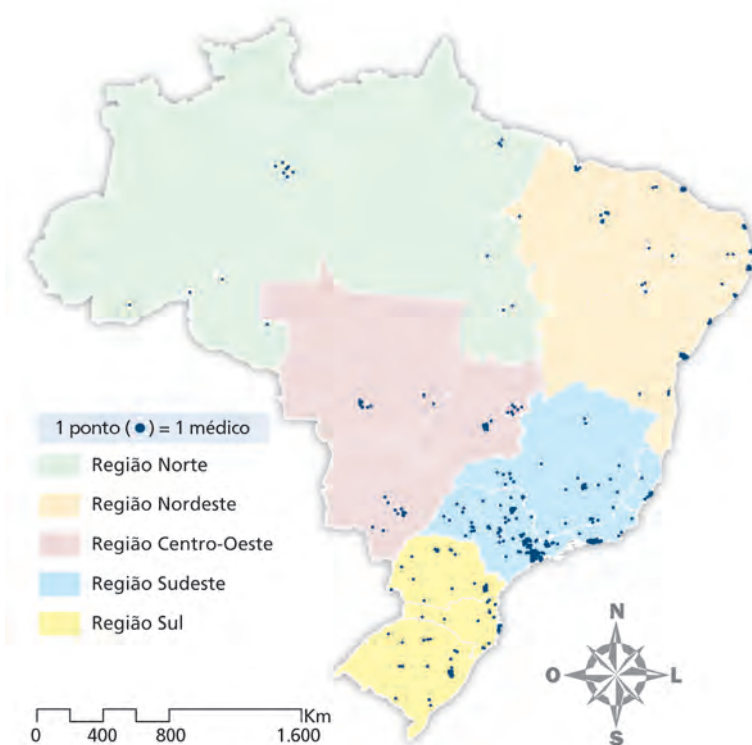 1 ponto (●) = 1 médico
Região Norte
Região Nordeste
Região Centro-Oeste
Região Sudeste
Região Sul
N
O L
S
Km
0 400 800 1.600